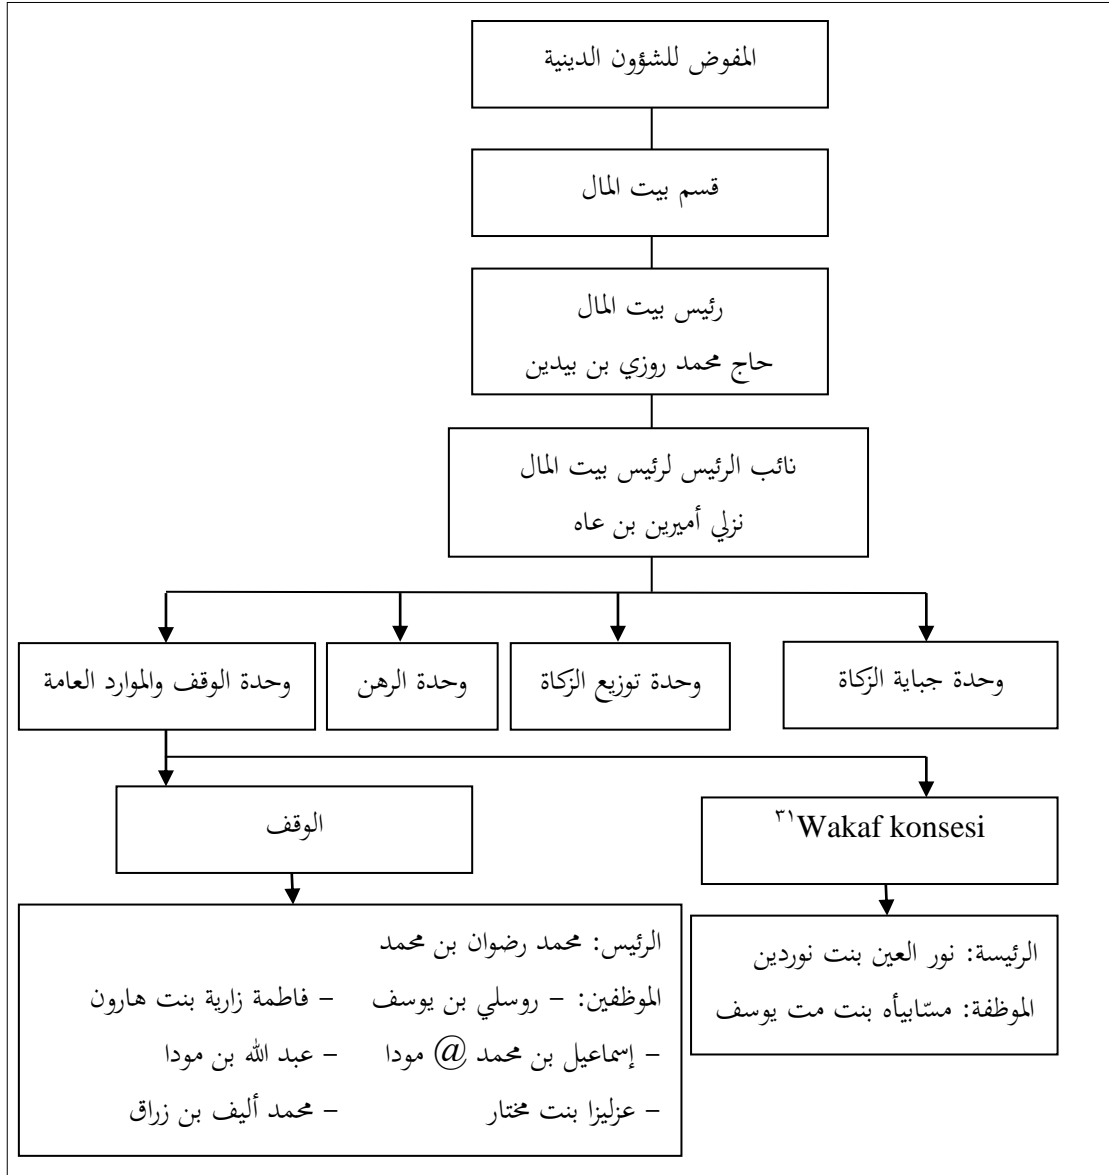 المفوض للشؤون الدينية
قسم بيت المال
رئيس بيت المال
حاج محمد روزي بن بيدين
نائب الرئيس لرئيس بيت المال
نزلي أميرين بن عاه
وحدة جباية الزكاة
وحدة توزيع الزكاة
وحدة الرهن
وحدة الوقف والموارد العامة
Wakaf konsesi٣١
الوقف
الرئيسة: نور العين بنت نوردين
الموظفة: مسّابيأه بنت مت يوسف
الرئيس: محمد رضوان بن محمد
الموظفين: – روسلي بن يوسف – فاطمة زارية بنت هارون
– إسماعيل بن محمد @ مودا – عبد الله بن مودا
– عزليزا بنت مختار – محمد أليف بن زراق